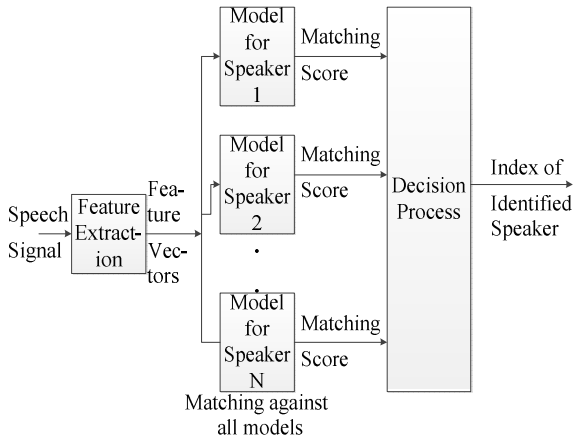 Speech
Signal
Feature
Extract-
ion
Fea-
ture
Vec-
tors
Model
for
Speaker
1
Matching
Score
Model
for
Speaker
2
Matching
Score
.
.
Model
for
Speaker
N
Matching
Score
Matching against
all models
Decision
Process
Index of
Identified
Speaker